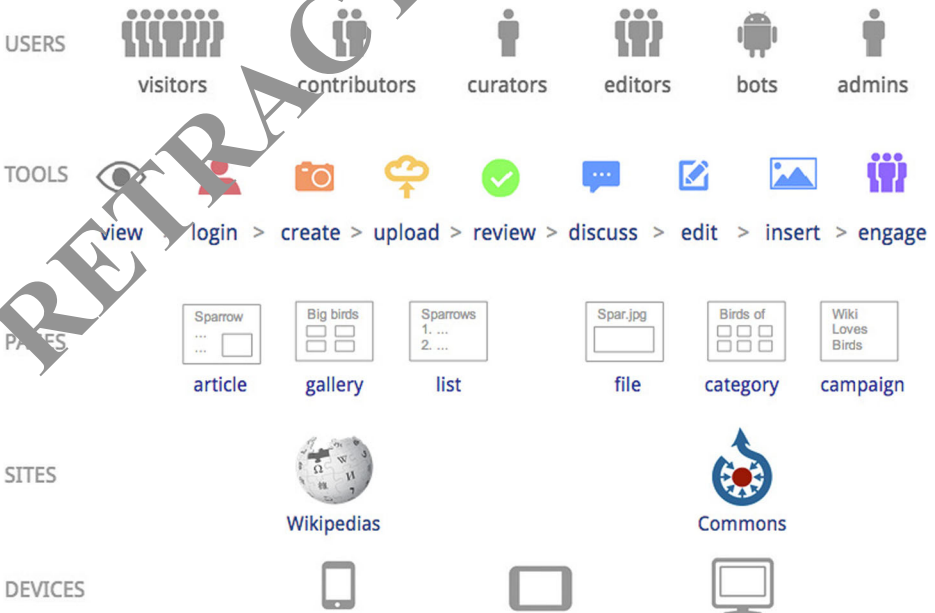 USERS
visitors contributors curators editors bots admins
TOOLS
view > login > create > upload > review > discuss > edit > insert > engage
RETRAC
Sparrow
...
...
Big birds
Sparrows
1. ...
2. ...
Spar.jpg
Birds of
Wiki
Loves
Birds
PAGES
article gallery list file category campaign
SITES
Wikipedias Commons
DEVICES